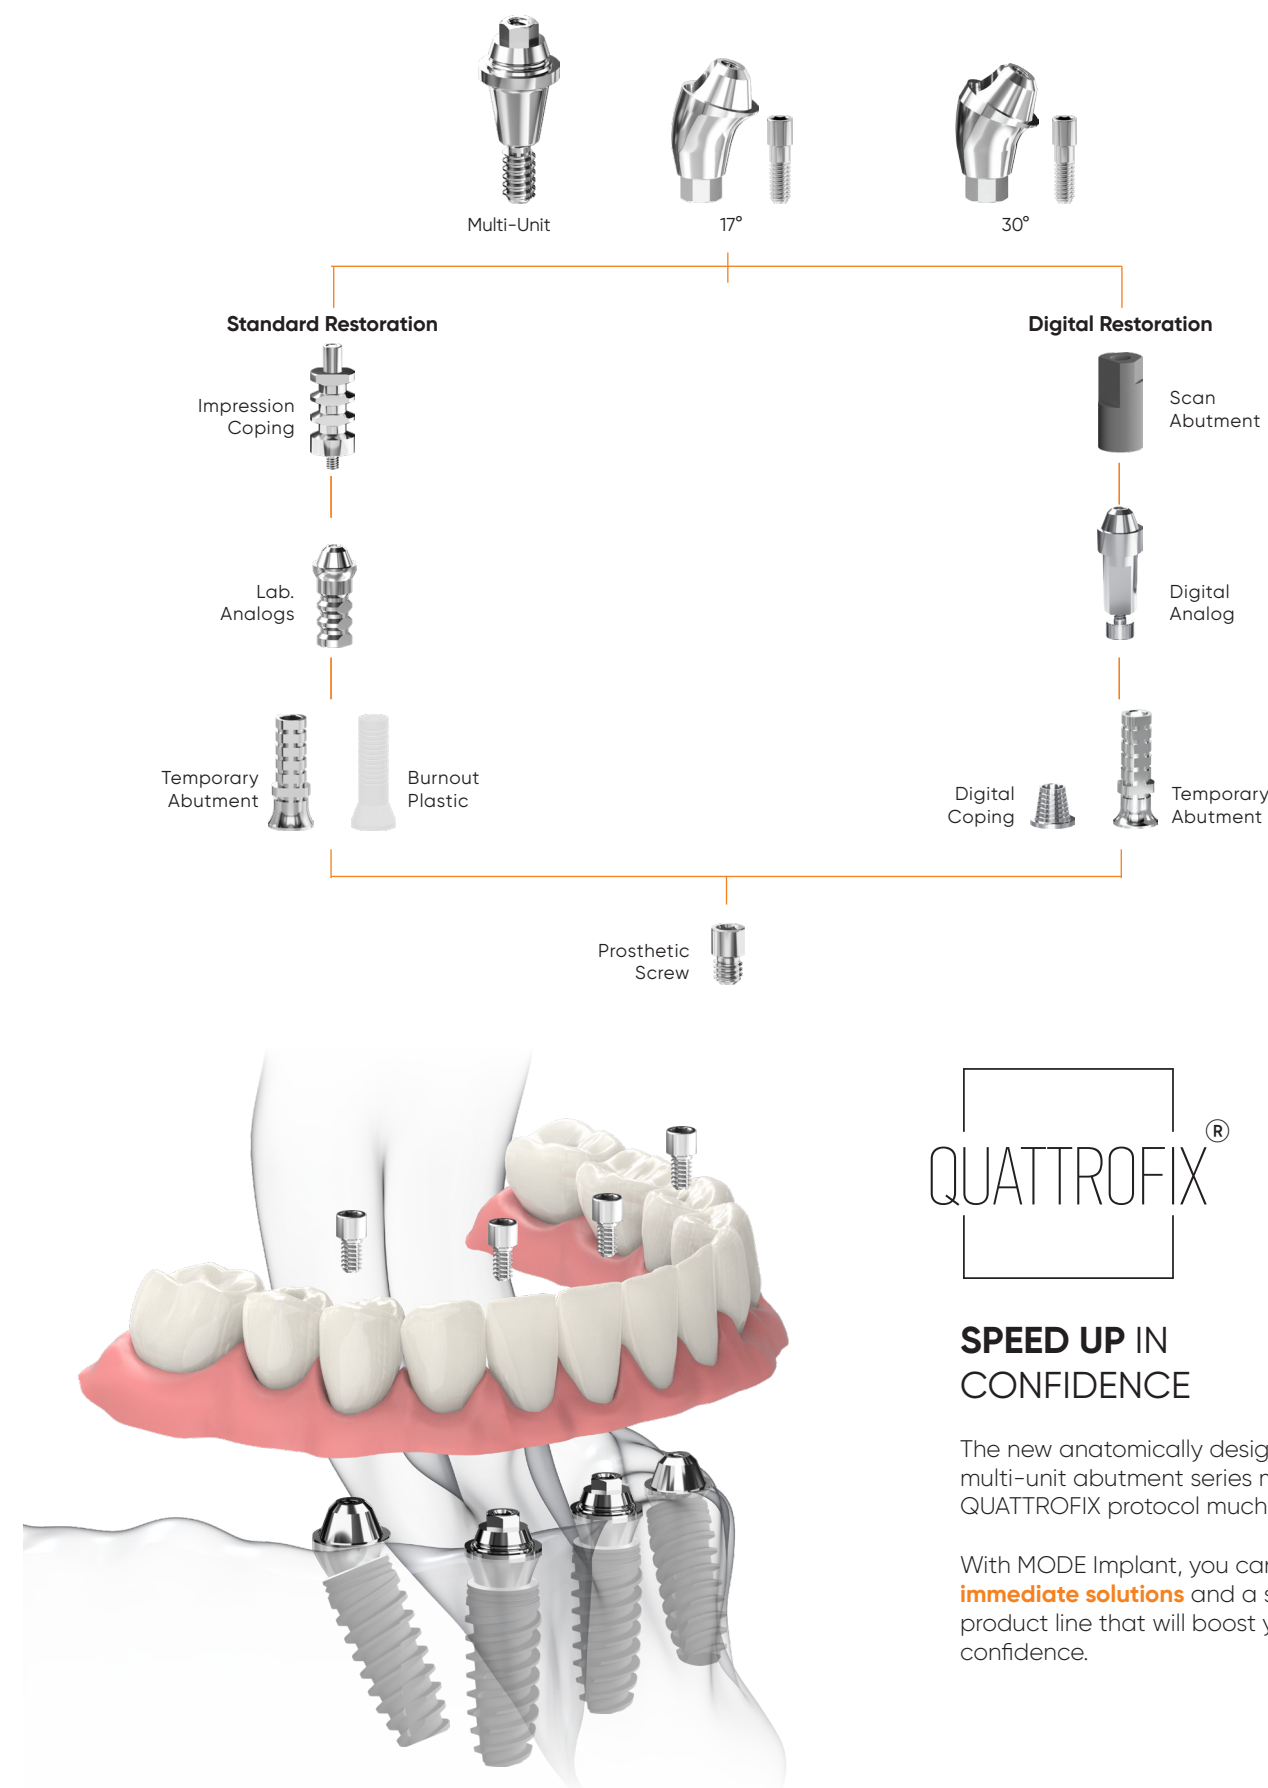 Multi-Unit
17°
30°
Standard Restoration
Digital Restoration
Impression
Coping
Scan
Abutment
Lab.
Analogs
Digital
Analog
Temporary
Abutment
Burnout
Plastic
Digital
Coping
Temporary
Abutment
Prosthetic
Screw
QUATTROFIX®
SPEED UP IN
CONFIDENCE
The new anatomically
multi-unit abutment series
QUATTROFIX protocol much
With MODE Implant, you
immediate solutions and a
product line that will boost
confidence.